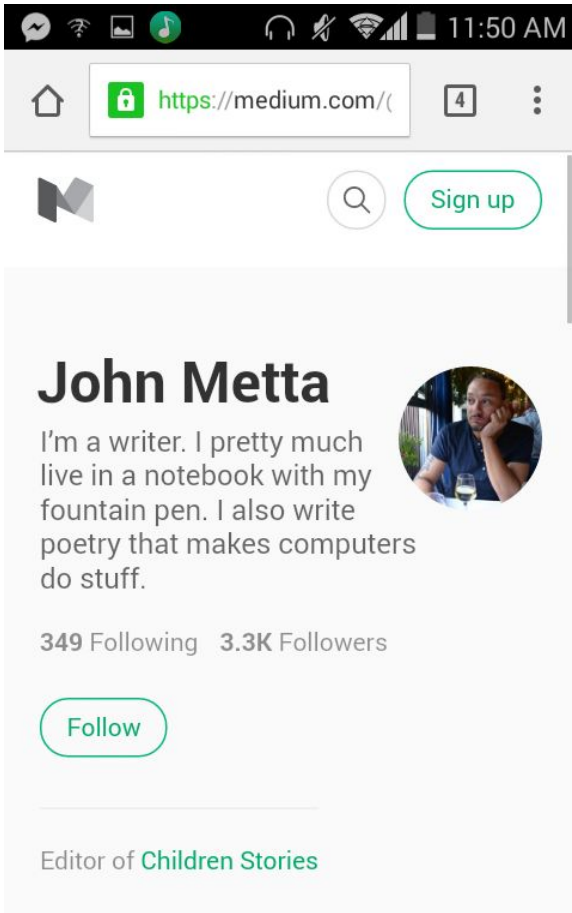 11:50 AM
https://medium.com/(
4
Sign up
John Metta
I'm a writer. I pretty much
live in a notebook with my
fountain pen. I also write
poetry that makes computers
do stuff.
349 Following 3.3K Followers
Follow
Editor of Children Stories